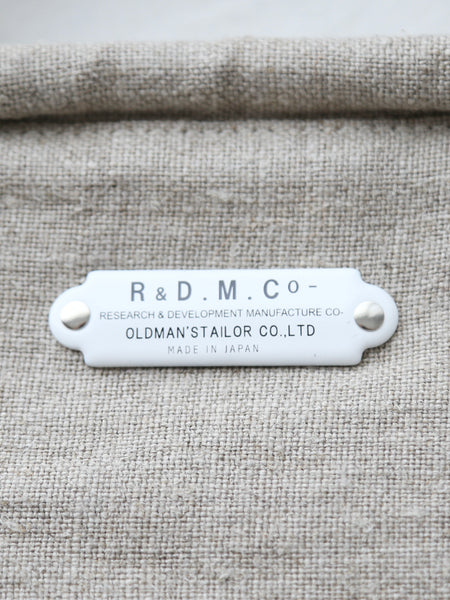 R & D.M.Co-
RESEARCH & DEVELOPMENT MANUFACTURE CO-
OLDMAN'STAILOR CO.,LTD
MADE IN JAPAN